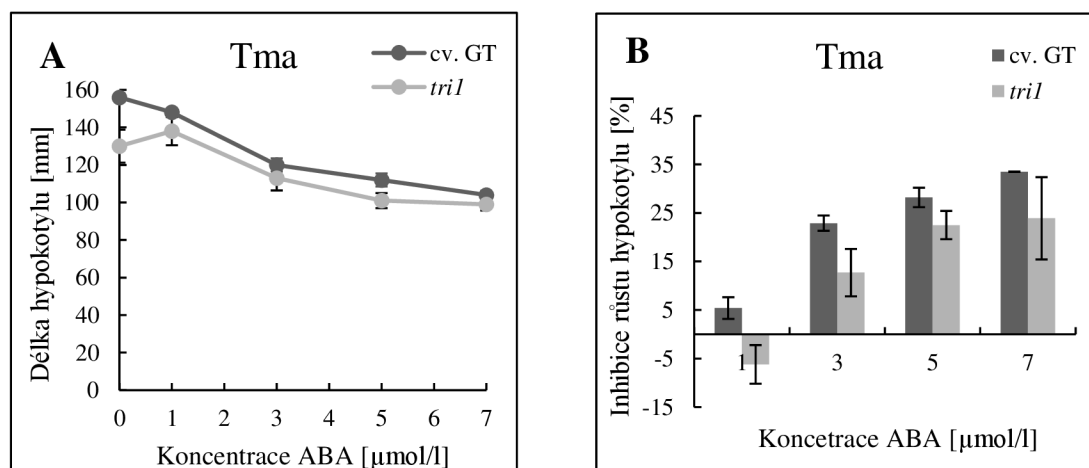 A
Tma
cv. GT
tri1
Délka hypokotylu [mm]
160
140
120
100
80
60
40
20
0
0 1 2 3 4 5 6 7
Koncentrace ABA [µmol/l]
B
Tma
cv. GT
tri1
Inhibice růstu hypokotylu [%]
45
35
25
15
5
-5
-15
1 3 5 7
Koncetrace ABA [µmol/l]